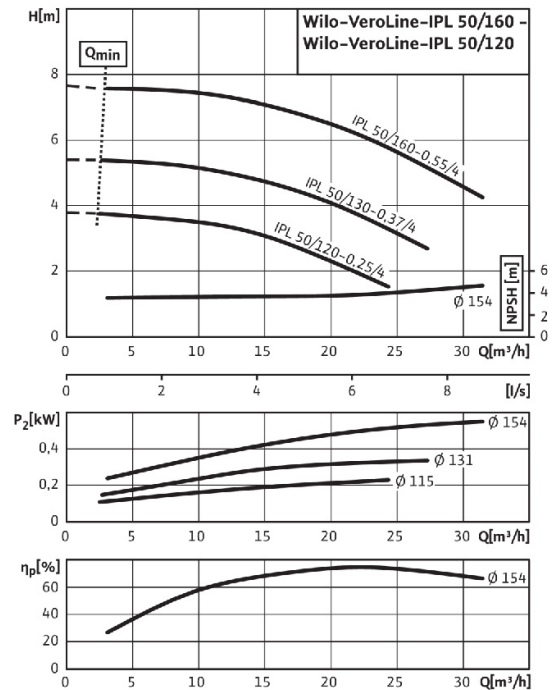 H[m]
Wilo-VeroLine-IPL 50/160 -
Wilo-VeroLine-IPL 50/120
Qmin
8
6
4
2
0
IPL 50/160-0.55/4
IPL 50/130-0.37/4
IPL 50/120-0.25/4
Ø 154
NPSH [m]
6
4
2
0
0 5 10 15 20 25 30 Q[m³/h]
0 2 4 6 8 [l/s]
P₂[kW]
0,4
0,2
0
Ø 154
Ø 131
Ø 115
0 5 10 15 20 25 30 Q[m³/h]
ηp[%]
60
40
20
0
Ø 154
0 5 10 15 20 25 30 Q[m³/h]